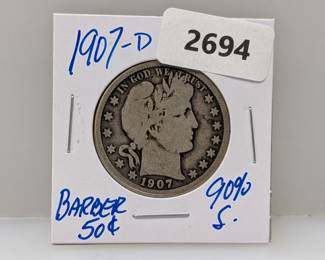 1907-D
2694
IN GOD WE TRUST
1907
BARBER 90%
50¢ S.